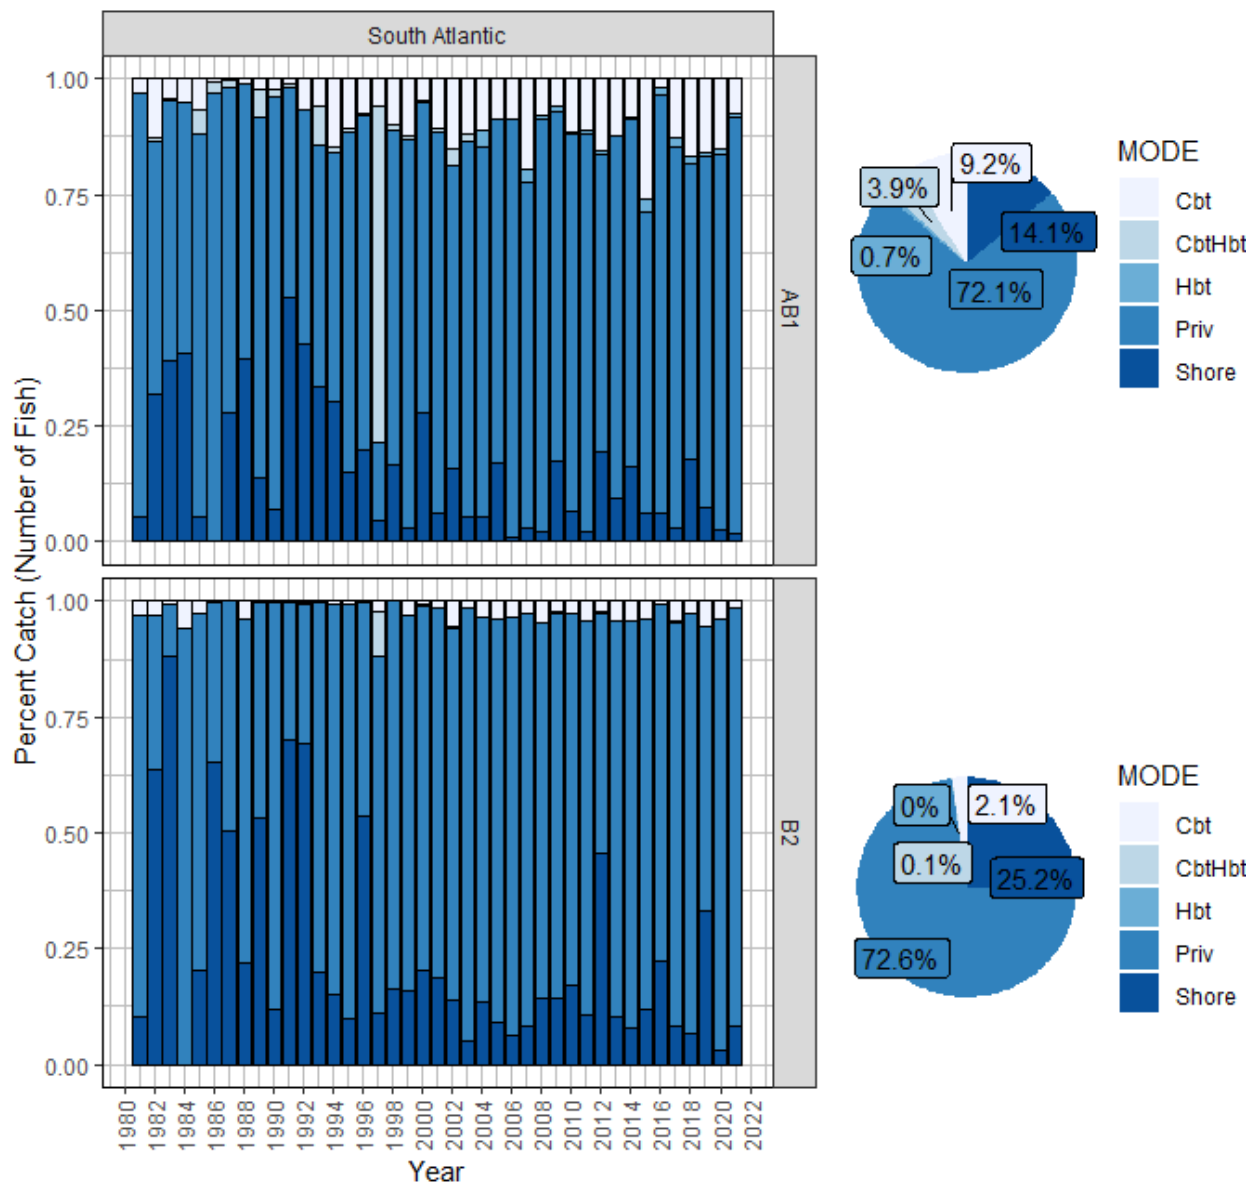 South Atlantic
Percent Catch (Number of Fish)
1.00
0.75
0.50
0.25
0.00
AB1
9.2%
3.9%
14.1%
0.7%
72.1%
MODE
Cbt
CbtHbt
Hbt
Priv
Shore
1.00
0.75
0.50
0.25
0.00
B2
0%
2.1%
0.1%
25.2%
72.6%
MODE
Cbt
CbtHbt
Hbt
Priv
Shore
1980
1982
1984
1986
1988
1990
1992
1994
1996
1998
2000
2002
2004
2006
2008
2010
2012
2014
2016
2018
2020
2022
Year